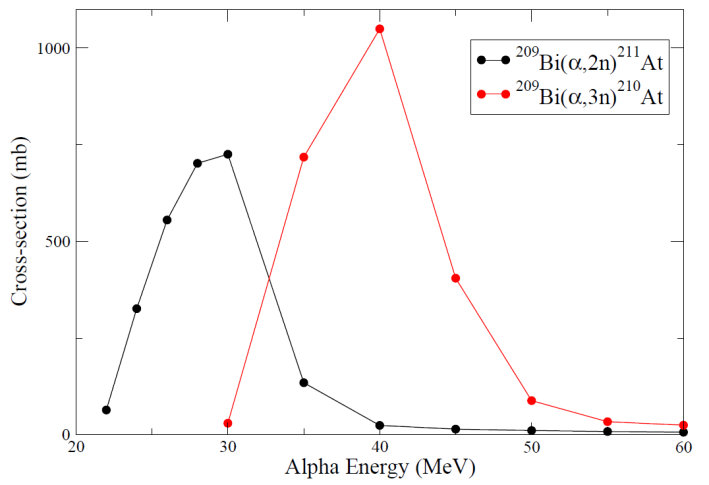 1000
500
0
20
30
40
50
60
Cross-section (mb)
Alpha Energy (MeV)
²⁰⁹Bi(α,2n)²¹¹At
²⁰⁹Bi(α,3n)²¹⁰At